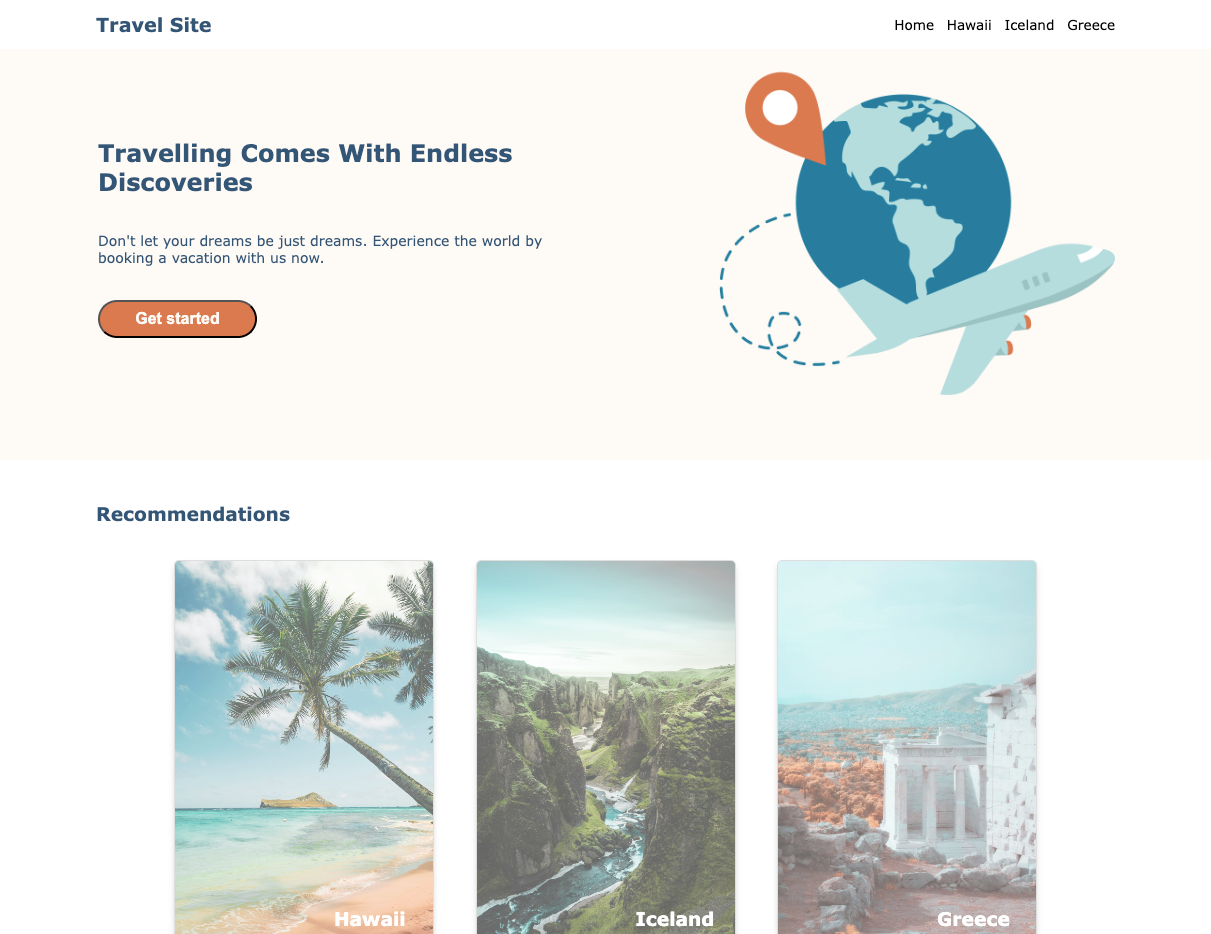 Travel Site
Home Hawaii Iceland Greece
Travelling Comes With Endless
Discoveries
Don't let your dreams be just dreams. Experience the world by
booking a vacation with us now.
Get started
Recommendations
Hawaii
Iceland
Greece